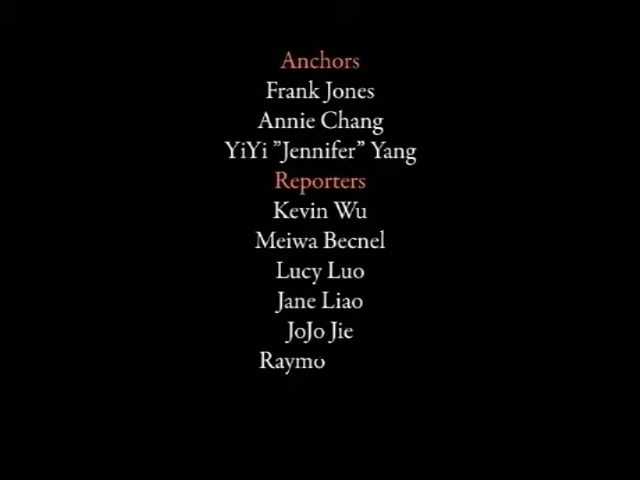 Anchors
Frank Jones
Annie Chang
YiYi ”Jennifer” Yang
Reporters
Kevin Wu
Meiwa Becnel
Lucy Luo
Jane Liao
JoJo Jie
Raymo